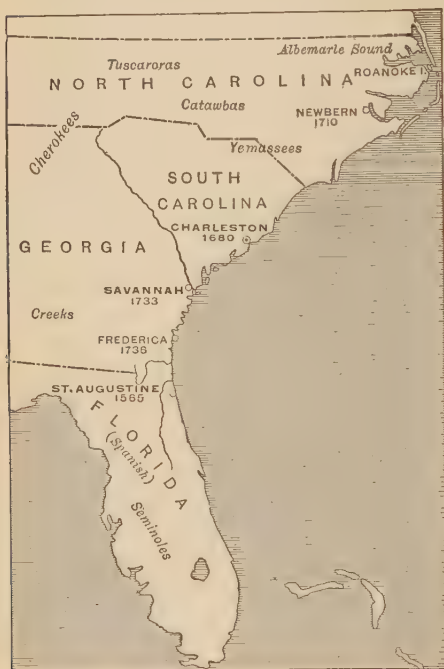 Albemarle Sound
Tuscaroras
ROANOKE I.
NORTH CAROLINA
Catawbas
NEWBERN
1710
Cherokees
Yemassees
SOUTH
CAROLINA
CHARLESTON
1680
GEORGIA
SAVANNAH
1733
Creeks
FREDERICA
1736
ST. AUGUSTINE
1565
FLORIDA
(Spanish)
Seminoles